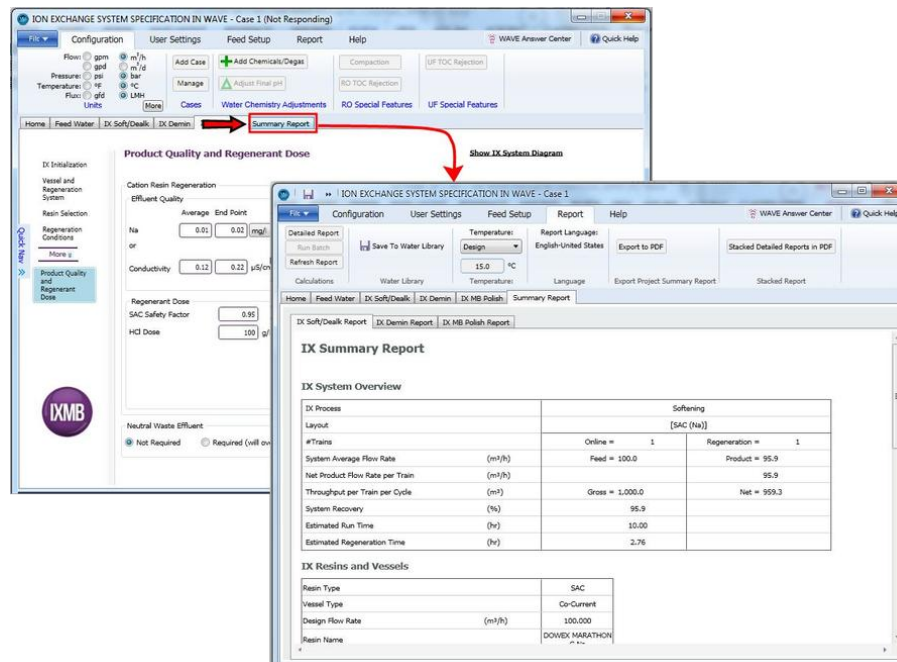 ION EXCHANGE SYSTEM SPECIFICATION IN WAVE - Case 1 (Not Responding)
File Configuration User Settings Feed Setup Report Help WAVE Answer Center Quick Help
Flow: gpm m³/h
gpd m³/d
Pressure: psi bar
Temperature: °F °C
Flux: gfd LMH
Units More
Add Case
Manage
Cases
Add Chemicals/Degas
Adjust Final pH
Water Chemistry Adjustments
Compaction
RO TOC Rejection
RO Special Features
UF TOC Rejection
UF Special Features
Home Feed Water IX Soft/Dealk IX Demin Summary Report
Quick Nav
IX Initialization
Vessel and
Regeneration
System
Resin Selection
Regeneration
Conditions
More
Product Quality
and
Regenerant
Dose
IXMB
Product Quality and Regenerant Dose
Show IX System Diagram
Cation Resin Regeneration
Effluent Quality
Average End Point
Na 0.01 0.02 mg/
or
Conductivity 0.12 0.22 µS/cm
Regenerant Dose
SAC Safety Factor 0.95
HCl Dose 100 g/
Neutral Waste Effluent
Not Required Required (will ov
ION EXCHANGE SYSTEM SPECIFICATION IN WAVE - Case 1
File Configuration User Settings Feed Setup Report Help WAVE Answer Center Quick Help
Detailed Report
Run Batch
Refresh Report
Calculations
Save To Water Library
Water Library
Temperature:
Design
15.0 °C
Temperature:
Report Language:
English-United States
Language
Export to PDF
Export Project Summary Report
Stacked Detailed Reports in PDF
Stacked Report
Home Feed Water IX Soft/Dealk IX Demin IX MB Polish Summary Report
IX Soft/Dealk Report IX Demin Report IX MB Polish Report
IX Summary Report
IX System Overview
IX Process Softening
Layout [SAC (Na)]
#Trains Online = 1 Regeneration = 1
System Average Flow Rate (m³/h) Feed = 100.0 Product = 95.9
Net Product Flow Rate per Train (m³/h) 95.9
Throughput per Train per Cycle (m³) Gross = 1,000.0 Net = 959.3
System Recovery (%) 95.9
Estimated Run Time (hr) 10.00
Estimated Regeneration Time (hr) 2.76
IX Resins and Vessels
Resin Type SAC
Vessel Type Co-Current
Design Flow Rate (m³/h) 100.000
Resin Name DOWEX MARATHON